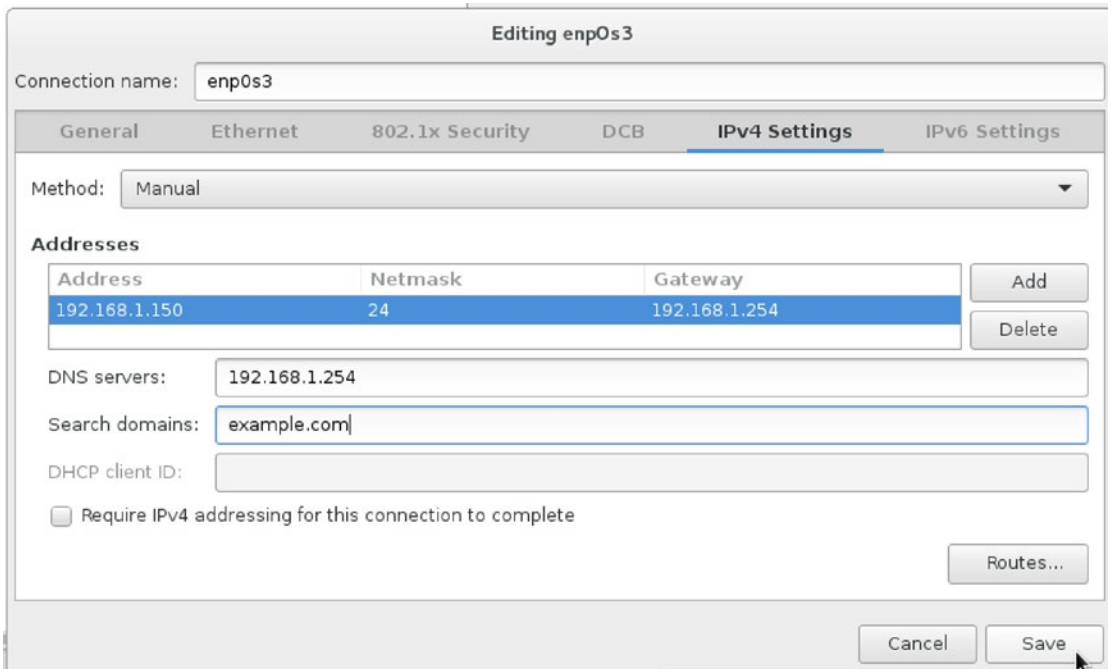 Editing enp0s3
Connection name: enp0s3
General Ethernet 802.1x Security DCB IPv4 Settings IPv6 Settings
Method: Manual
Addresses
Address Netmask Gateway
Add
192.168.1.150 24 192.168.1.254
Delete
DNS servers: 192.168.1.254
Search domains: example.com
DHCP client ID:
Require IPv4 addressing for this connection to complete
Routes...
Cancel Save